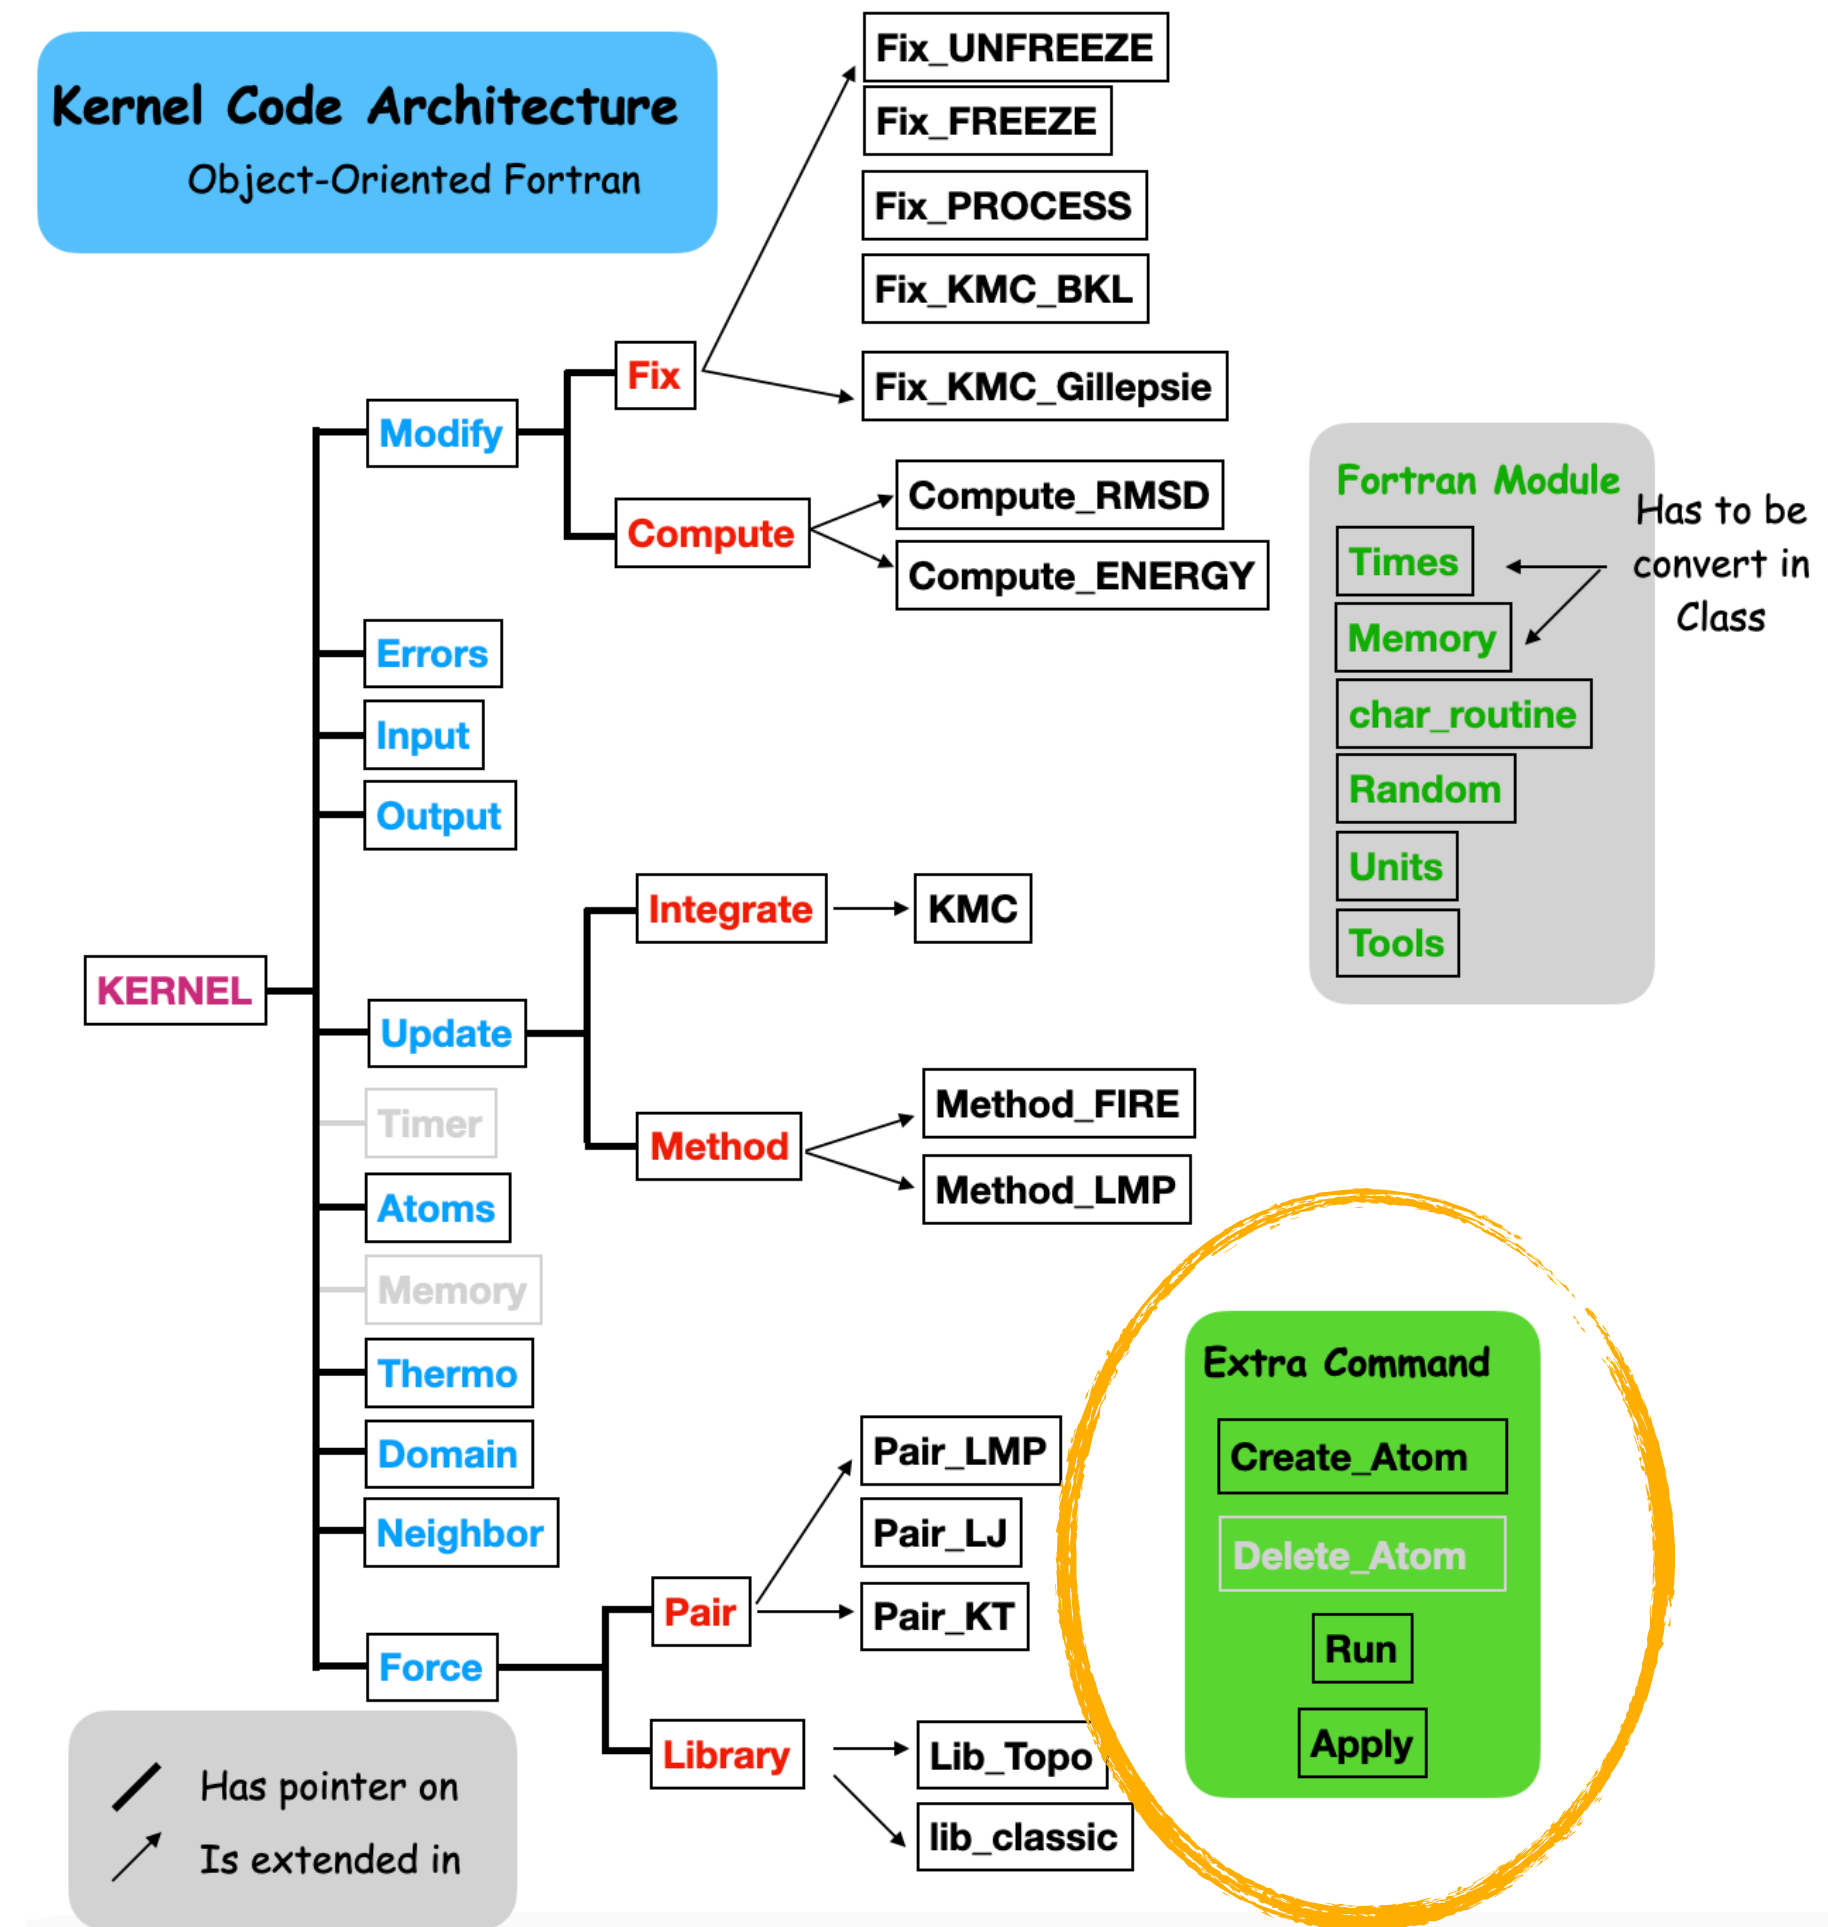 Kernel Code Architecture
Object-Oriented Fortran
Fix_UNFREEZE
Fix_FREEZE
Fix_PROCESS
Fix_KMC_BKL
Fix_KMC_Gillepsie
Fix
Modify
Compute
Compute_RMSD
Compute_ENERGY
Errors
Input
Output
Integrate
KMC
KERNEL
Update
Method
Method_FIRE
Method_LMP
Timer
Atoms
Memory
Thermo
Domain
Neighbor
Pair_LMP
Pair_LJ
Pair_KT
Pair
Force
Library
Lib_Topo
lib_classic
Has pointer on
Is extended in
Fortran Module
Times
Memory
char_routine
Random
Units
Tools
Has to be
convert in
Class
Extra Command
Create_Atom
Delete_Atom
Run
Apply